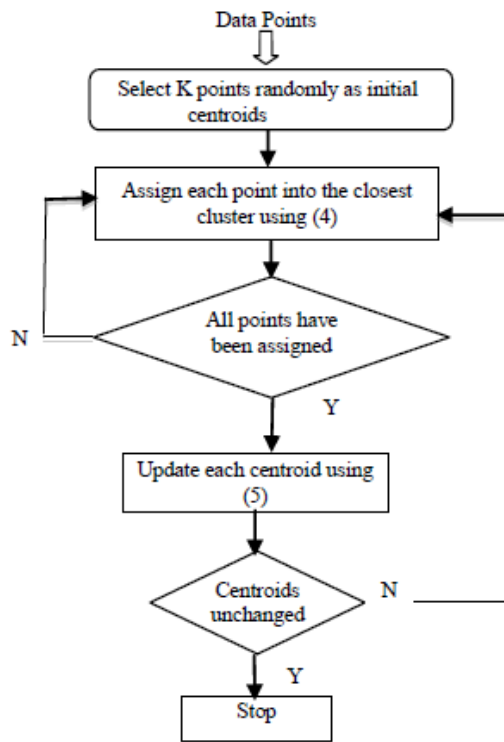 Data Points
Select K points randomly as initial
centroids
Assign each point into the closest
cluster using (4)
All points have
been assigned
N
Y
Update each centroid using
(5)
Centroids
unchanged
N
Y
Stop